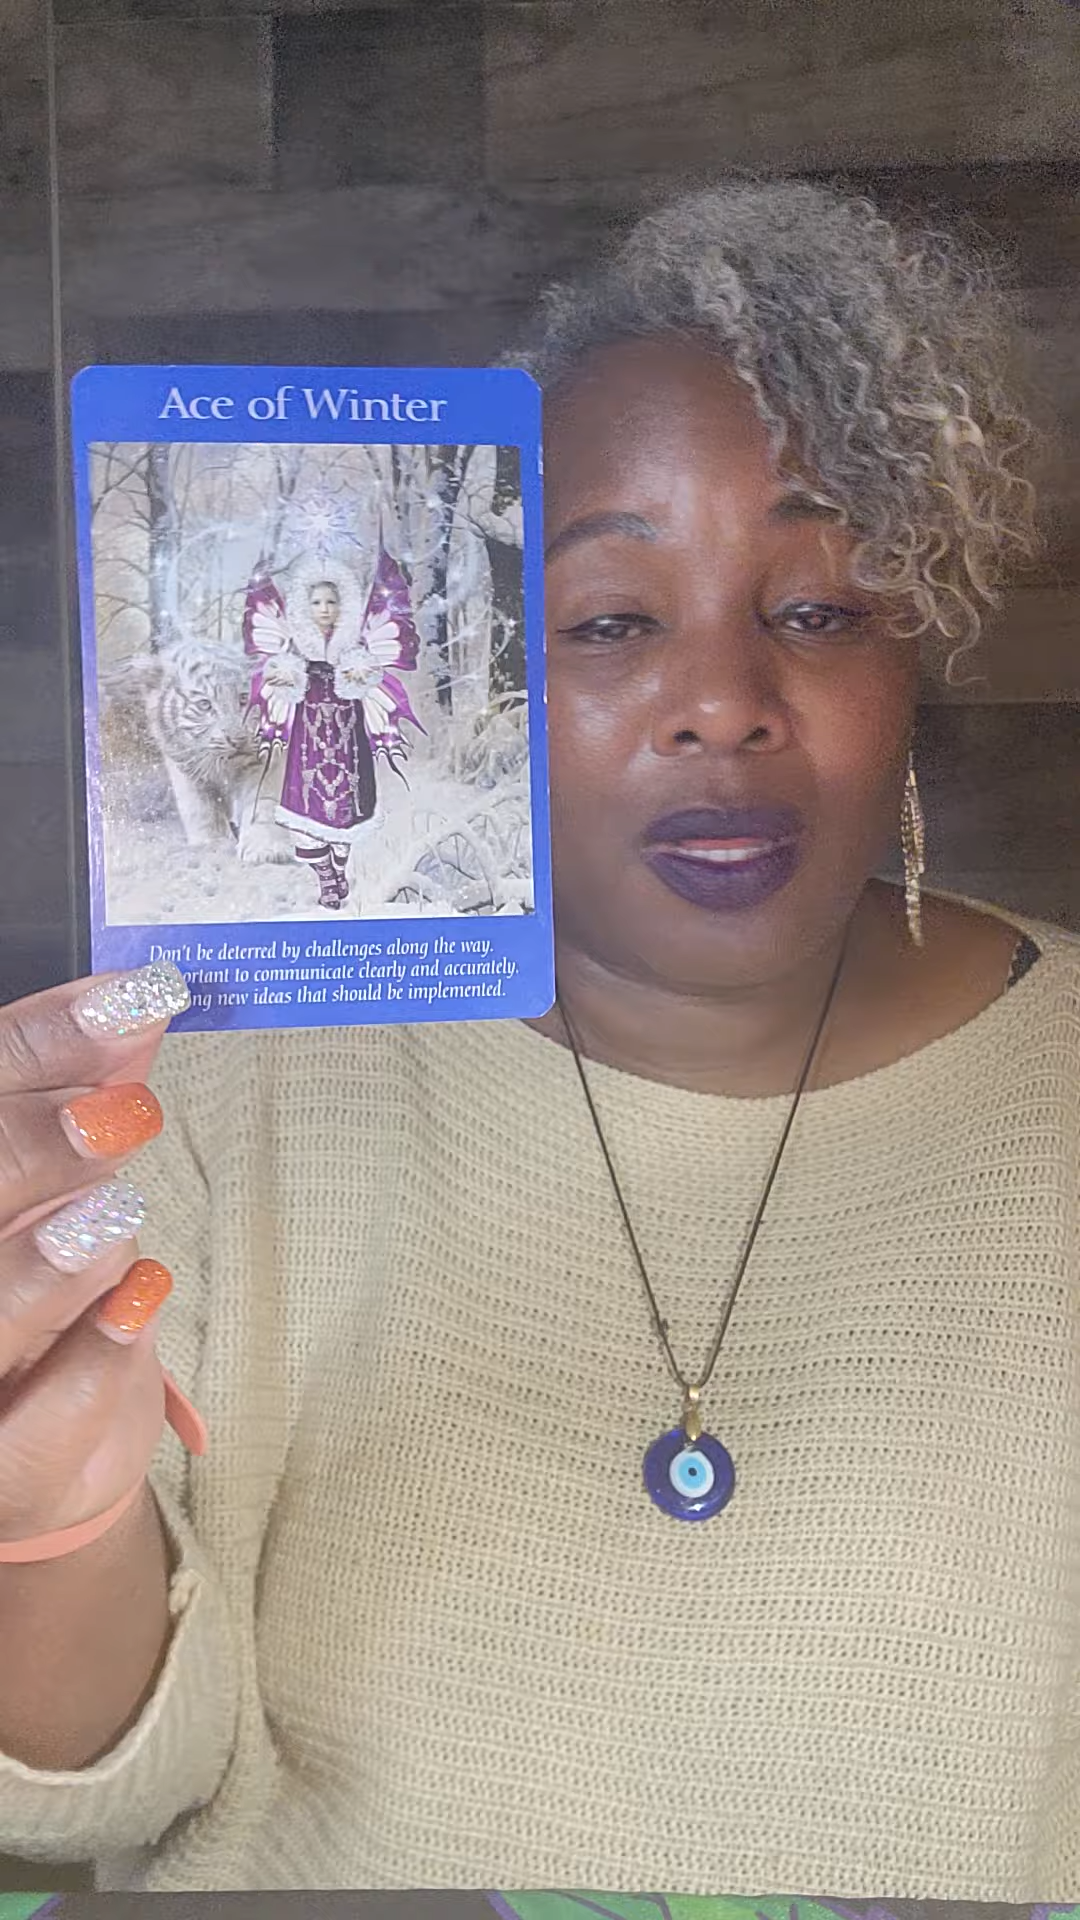 Ace of Winter
Don't be deterred by challenges along the way.
to communicate clearly and accurately.
new ideas that should be implemented.